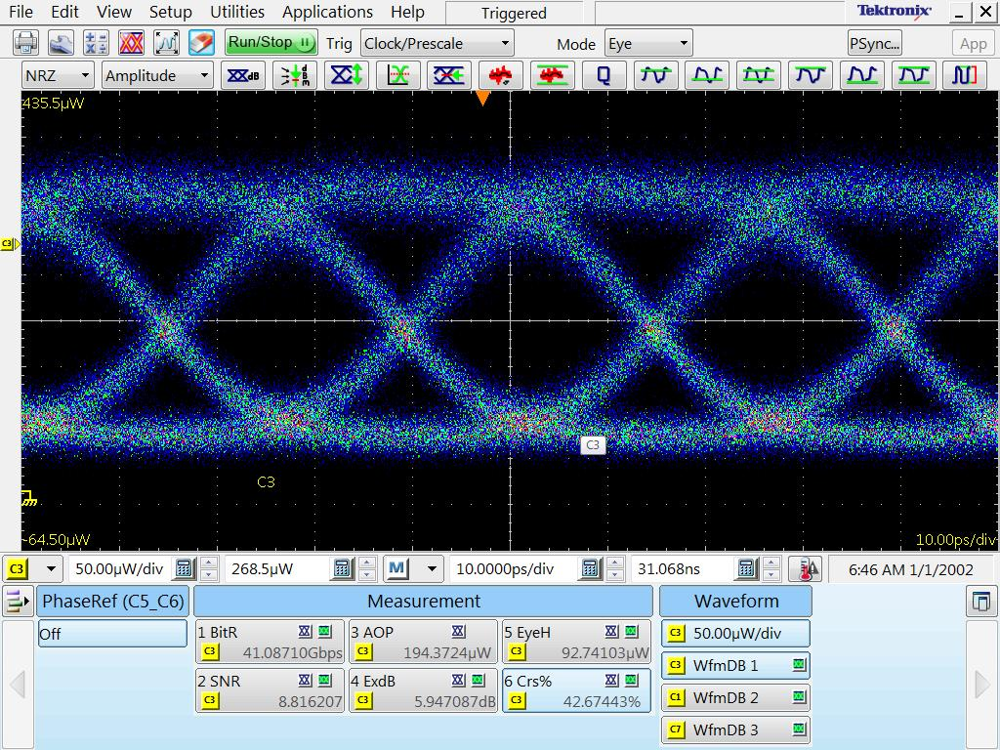 File Edit View Setup Utilities Applications Help Triggered Tektronix
Run/Stop Trig Clock/Prescale Mode Eye PSync... App
NRZ Amplitude dB dBm Q
435.5µW
C3
C3
C3
-64.50µW 10.00ps/div
C3 50.00µW/div 268.5µW M 10.0000ps/div 31.068ns 6:46 AM 1/1/2002
PhaseRef (C5_C6) Measurement Waveform
Off 1 BitR 3 AOP 5 EyeH C3 50.00µW/div
C3 41.08710Gbps C3 194.3724µW C3 92.74103µW C3 WfmDB 1
2 SNR 4 ExdB 6 Crs% C1 WfmDB 2
C3 8.816207 C3 5.947087dB C3 42.67443% C7 WfmDB 3